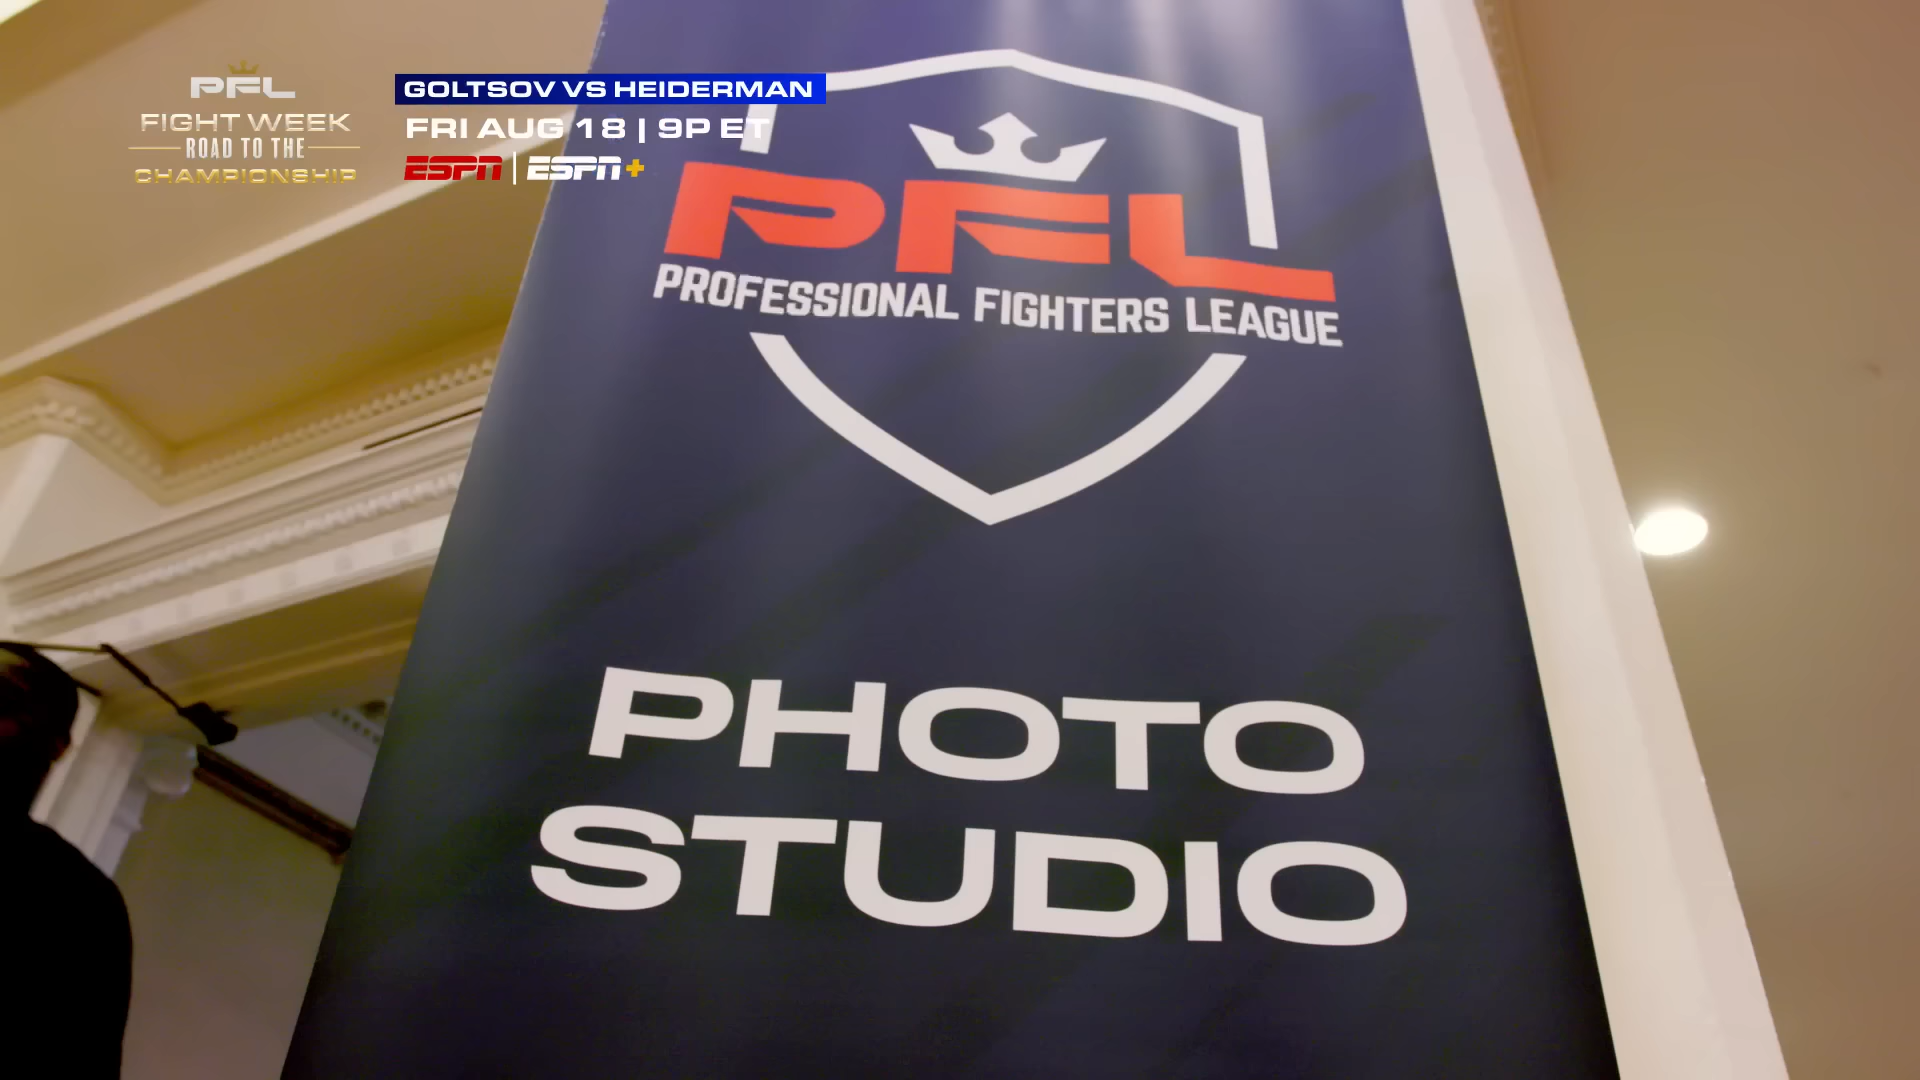 PFL
FIGHT WEEK
ROAD TO THE
CHAMPIONSHIP
GOLTSOV VS HEIDERMAN
FRI AUG 18 | 9P ET
ESPN | ESPN+
PFL
PROFESSIONAL FIGHTERS LEAGUE
PHOTO
STUDIO